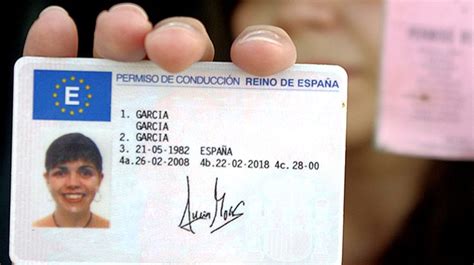 E
PERMISO DE CONDUCCIÓN REINO DE ESPAÑA
1. GARCIA
GARCIA
2. GARCIA
3. 21-05-1982 ESPAÑA
4a.26-02-2008 4b.22-02-2018 4c.28-00